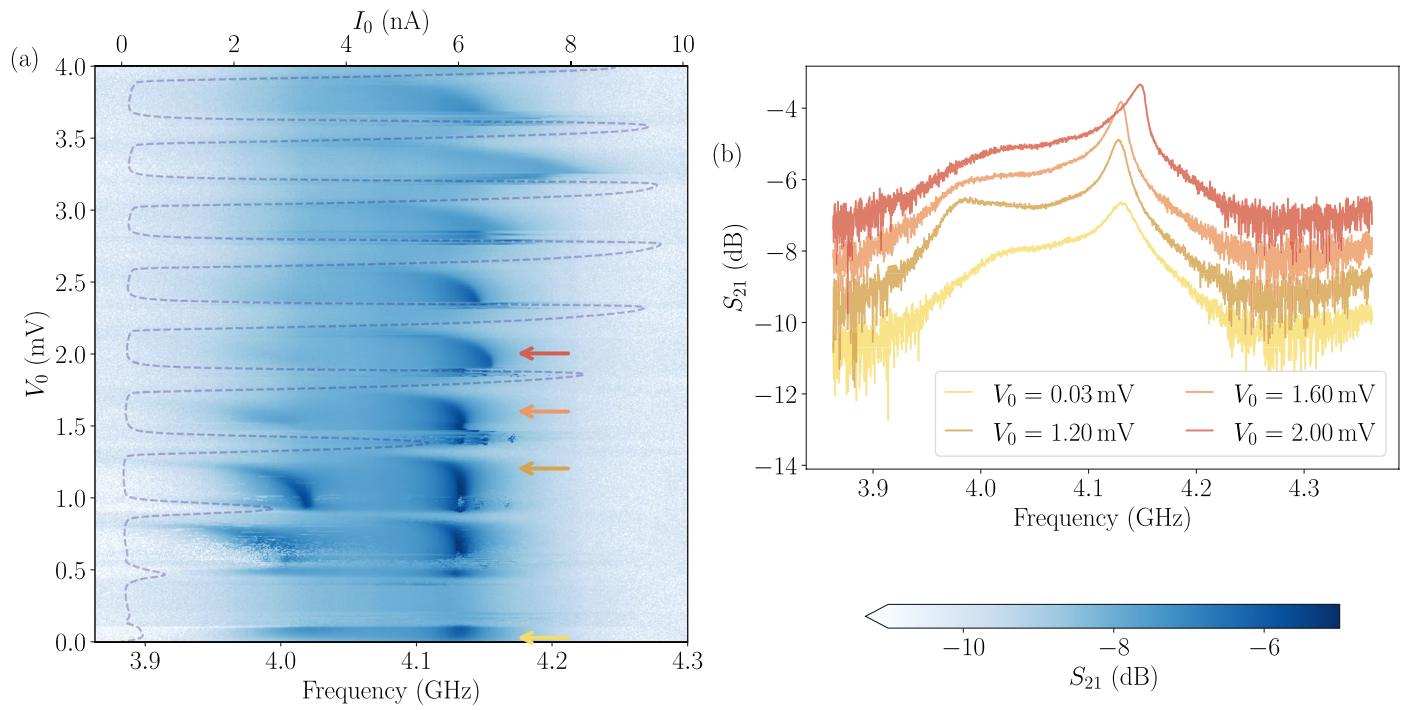 (a)
I₀ (nA)
0 2 4 6 8 10
V₀ (mV)
4.0
3.5
3.0
2.5
2.0
1.5
1.0
0.5
0.0
3.9 4.0 4.1 4.2 4.3
Frequency (GHz)
(b)
S₂₁ (dB)
−4
−6
−8
−10
−12
−14
V₀ = 0.03 mV V₀ = 1.60 mV
V₀ = 1.20 mV V₀ = 2.00 mV
3.9 4.0 4.1 4.2 4.3
Frequency (GHz)
−10 −8 −6
S₂₁ (dB)